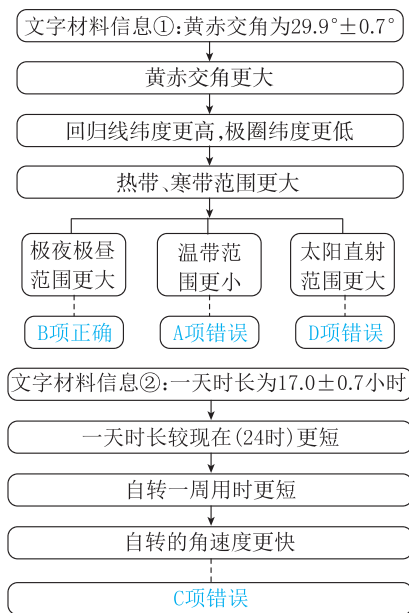 文字材料信息①:黄赤交角为29.9°±0.7°
黄赤交角更大
回归线纬度更高,极圈纬度更低
热带、寒带范围更大
极夜极昼
范围更大
温带范
围更小
太阳直射
范围更大
B项正确
A项错误
D项错误
文字材料信息②:一天时长为17.0±0.7小时
一天时长较现在(24时)更短
自转一周用时更短
自转的角速度更快
C项错误